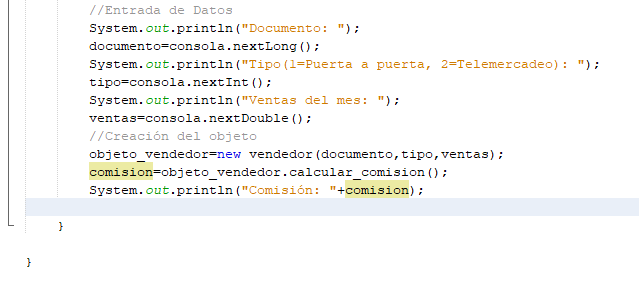 //Entrada de Datos
System.out.println("Documento: ");
documento=consola.nextLong();
System.out.println("Tipo(1=Puerta a puerta, 2=Telemercadeo): ");
tipo=consola.nextInt();
System.out.println("Ventas del mes: ");
ventas=consola.nextDouble();
//Creación del objeto
objeto_vendedor=new vendedor(documento,tipo,ventas);
comision=objeto_vendedor.calcular_comision();
System.out.println("Comisión: "+comision);
}
}